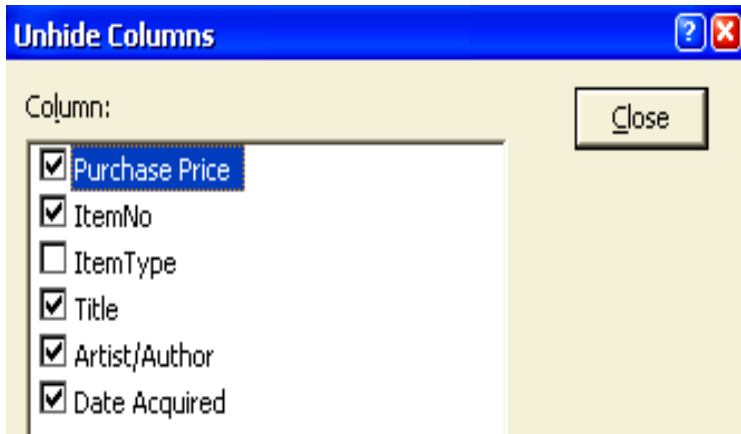 Unhide Columns
Column:
Close
Purchase Price
ItemNo
ItemType
Title
Artist/Author
Date Acquired